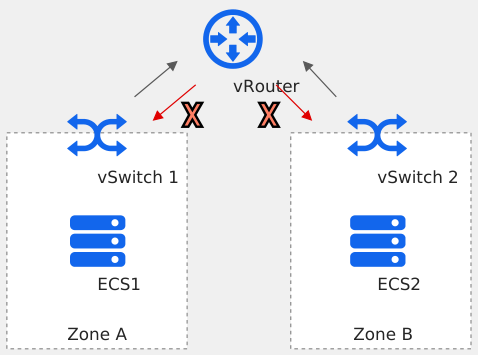 vRouter
X X
vSwitch 1
vSwitch 2
ECS1
ECS2
Zone A
Zone B